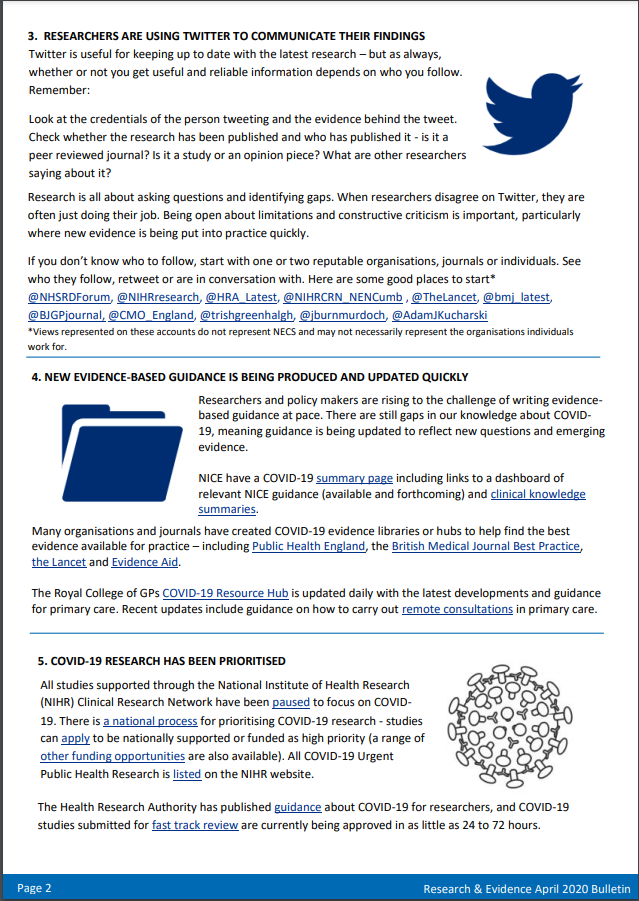 3. RESEARCHERS ARE USING TWITTER TO COMMUNICATE THEIR FINDINGS
Twitter is useful for keeping up to date with the latest research – but as always,
whether or not you get useful and reliable information depends on who you follow.
Remember:
Look at the credentials of the person tweeting and the evidence behind the tweet.
Check whether the research has been published and who has published it - is it a
peer reviewed journal? Is it a study or an opinion piece? What are other researchers
saying about it?
Research is all about asking questions and identifying gaps. When researchers disagree on Twitter, they are
often just doing their job. Being open about limitations and constructive criticism is important, particularly
where new evidence is being put into practice quickly.
If you don’t know who to follow, start with one or two reputable organisations, journals or individuals. See
who they follow, retweet or are in conversation with. Here are some good places to start*
@NHSRDForum, @NIHRresearch, @HRA_Latest, @NIHRCRN_NENCumb , @TheLancet, @bmj_latest,
@BJGPjournal, @CMO_England, @trishgreenhalgh, @jburnmurdoch, @AdamJKucharski
*Views represented on these accounts do not represent NECS and may not necessarily represent the organisations individuals
work for.
4. NEW EVIDENCE-BASED GUIDANCE IS BEING PRODUCED AND UPDATED QUICKLY
Researchers and policy makers are rising to the challenge of writing evidence-
based guidance at pace. There are still gaps in our knowledge about COVID-
19, meaning guidance is being updated to reflect new questions and emerging
evidence.
NICE have a COVID-19 summary page including links to a dashboard of
relevant NICE guidance (available and forthcoming) and clinical knowledge
summaries.
Many organisations and journals have created COVID-19 evidence libraries or hubs to help find the best
evidence available for practice – including Public Health England, the British Medical Journal Best Practice,
the Lancet and Evidence Aid.
The Royal College of GPs COVID-19 Resource Hub is updated daily with the latest developments and guidance
for primary care. Recent updates include guidance on how to carry out remote consultations in primary care.
5. COVID-19 RESEARCH HAS BEEN PRIORITISED
All studies supported through the National Institute of Health Research
(NIHR) Clinical Research Network have been paused to focus on COVID-
19. There is a national process for prioritising COVID-19 research - studies
can apply to be nationally supported or funded as high priority (a range of
other funding opportunities are also available). All COVID-19 Urgent
Public Health Research is listed on the NIHR website.
The Health Research Authority has published guidance about COVID-19 for researchers, and COVID-19
studies submitted for fast track review are currently being approved in as little as 24 to 72 hours.
Page 2
Research & Evidence April 2020 Bulletin